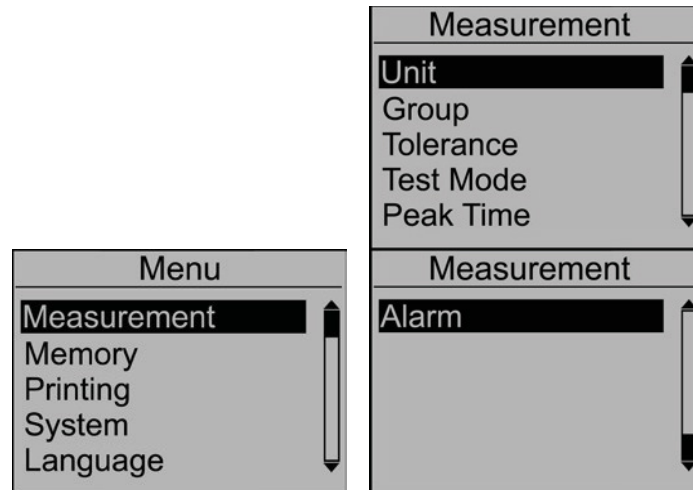 Menu
Measurement
Memory
Printing
System
Language
Measurement
Unit
Group
Tolerance
Test Mode
Peak Time
Measurement
Alarm